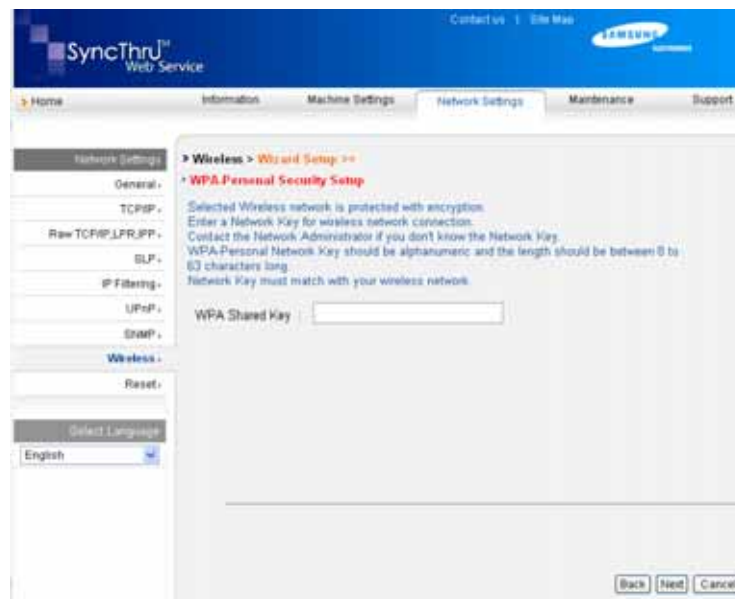 Contact us | Site Map
SAMSUNG
ELECTRONICS
SyncThru™
Web Service
Home
Information
Machine Settings
Network Settings
Maintenance
Support
Network Settings
General
TCP/IP
Raw TCP/IP,LPR,IPP
SLP
IP Filtering
UPnP
SNMP
Wireless
Reset
Select Language
English
Wireless > Wizard Setup >>
WPA-Personal Security Setup
Selected Wireless network is protected with encryption.
Enter a Network Key for wireless network connection.
Contact the Network Administrator if you don't know the Network Key.
WPA-Personal Network Key should be alphanumeric and the length should be between 8 to
63 characters long.
Network Key must match with your wireless network.
WPA Shared Key :
Back
Next
Cancel